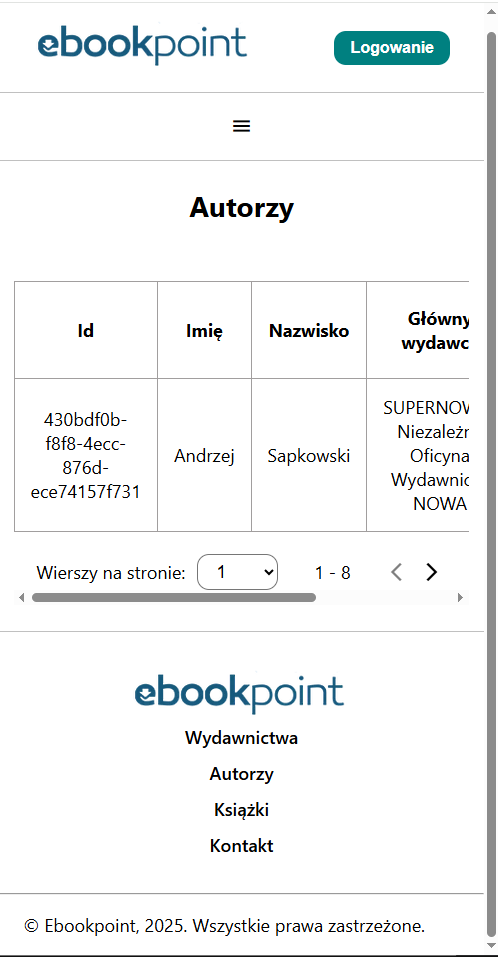 ebookpoint
Logowanie
Autorzy
Id
Imię
Nazwisko
Główny
wydawc
430bdf0b-
f8f8-4ecc-
876d-
ece74157f731
Andrzej
Sapkowski
SUPERNOW
Niezależn
Oficyna
Wydawnic
NOWA
Wierszy na stronie: 1 1 - 8
ebookpoint
Wydawnictwa
Autorzy
Książki
Kontakt
© Ebookpoint, 2025. Wszystkie prawa zastrzeżone.